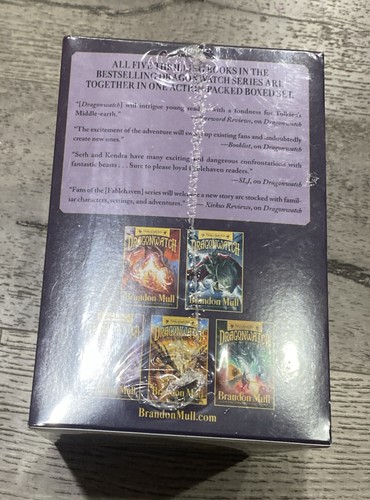 ALL FIVE THRILLING BOOKS IN THE
BESTSELLING DRAGONWATCH SERIES ARE
TOGETHER IN ONE ACTION-PACKED BOXED SET.
"[Dragonwatch] will intrigue young readers with a fondness for Tolkien's
Middle-earth." —Foreword Reviews, on Dragonwatch
"The excitement of the adventure will sweep up existing fans and undoubtedly
create new ones." —Booklist, on Dragonwatch
"Seth and Kendra have many exciting and dangerous confrontations with
fantastic beasts . . . Sure to please loyal Fablehaven readers."
—SLJ, on Dragonwatch
"Fans of the [Fablehaven] series will welcome a new story arc stocked with famil-
iar characters, settings, and adventures." —Kirkus Reviews, on Dragonwatch
DRAGONWATCH
Brandon Mull
DRAGONWATCH
Brandon Mull
Mull
DRAGONWATCH
Brandon Mull
DRAGONWATCH
Brandon Mull
BrandonMull.com